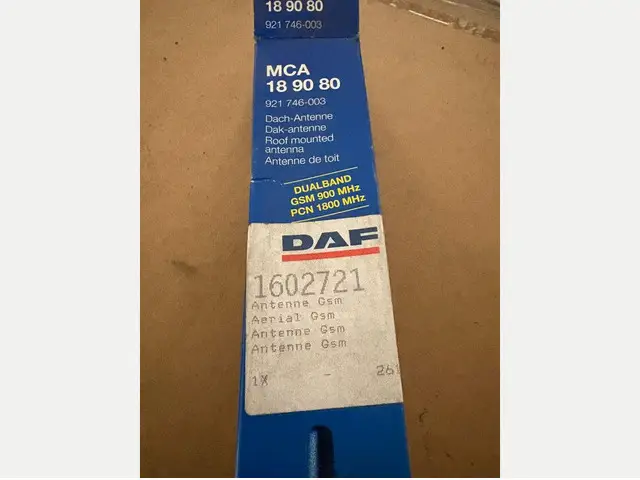 18 90 80
921 746-003
MCA
18 90 80
921 746-003
Dach-Antenne
Dak-antenne
Roof mounted
antenna
Antenne de toit
DUALBAND
GSM 900 MHz
PCN 1800 MHz
DAF
1602721
Antenne Gsm
Aerial Gsm
Antenne Gsm
Antenne Gsm
1X - 261